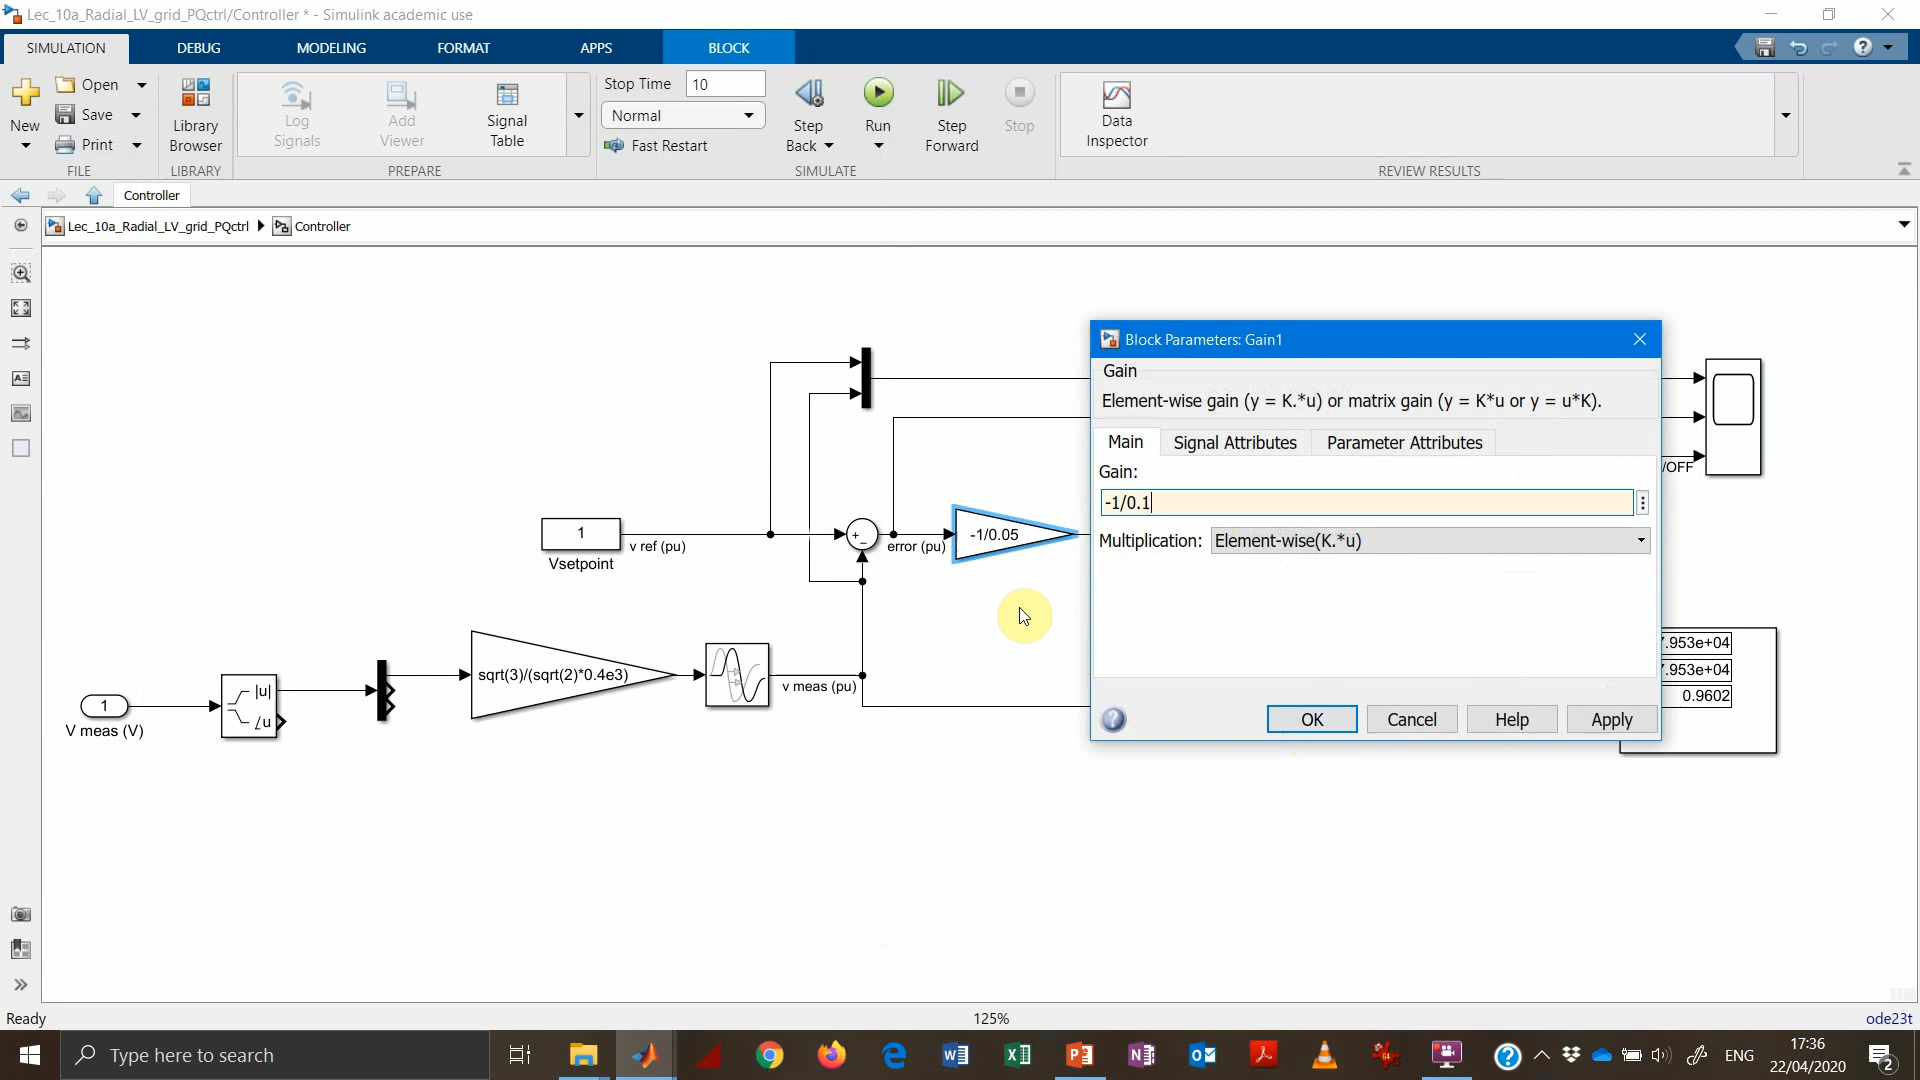 Lec_10a_Radial_LV_grid_PQctrl/Controller * - Simulink academic use
SIMULATION DEBUG MODELING FORMAT APPS BLOCK
New
Open
Save
Print
FILE
Library
Browser
LIBRARY
Log
Signals
Add
Viewer
Signal
Table
PREPARE
Stop Time 10
Normal
Fast Restart
Step
Back
Run
Step
Forward
Stop
SIMULATE
Data
Inspector
REVIEW RESULTS
Controller
Lec_10a_Radial_LV_grid_PQctrl Controller
Block Parameters: Gain1
Gain
Element-wise gain (y = K.*u) or matrix gain (y = K*u or y = u*K).
Main Signal Attributes Parameter Attributes
Gain:
-1/0.1
Multiplication: Element-wise(K.*u)
OK Cancel Help Apply
/OFF
1
Vsetpoint
v ref (pu)
error (pu)
-1/0.05
1
V meas (V)
|u|
∠u
sqrt(3)/(sqrt(2)*0.4e3)
v meas (pu)
7.953e+04
7.953e+04
0.9602
Ready
125%
ode23t
Type here to search
ENG
17:36
22/04/2020
2